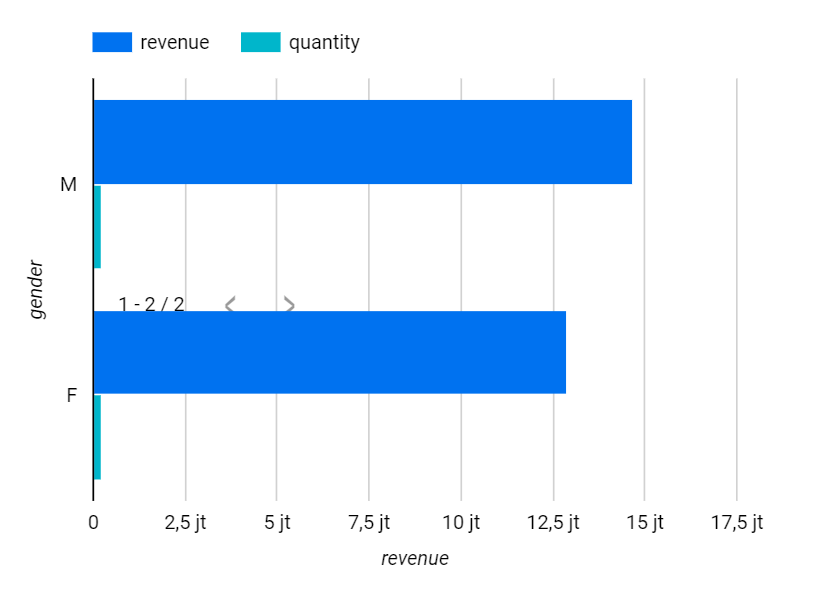 revenue quantity
M
gender
1 - 2 / 2 < >
F
0 2,5 jt 5 jt 7,5 jt 10 jt 12,5 jt 15 jt 17,5 jt
revenue